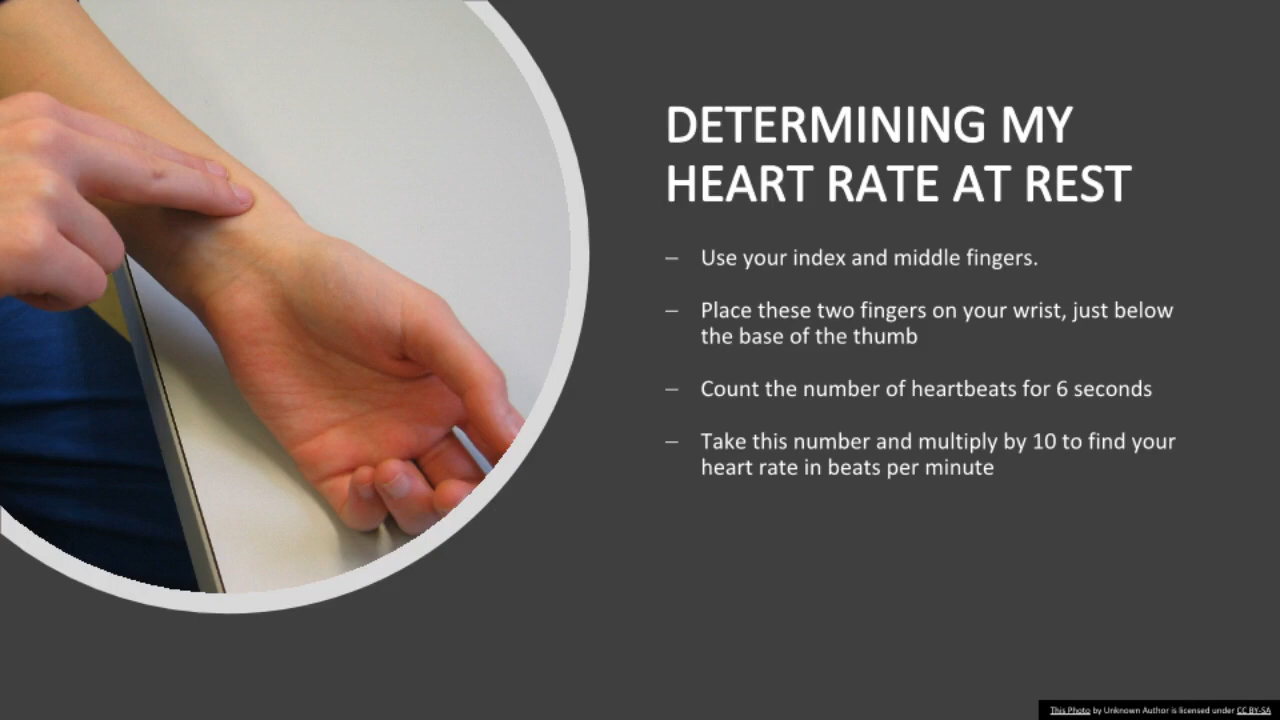 DETERMINING MY
HEART RATE AT REST
– Use your index and middle fingers.
– Place these two fingers on your wrist, just below
the base of the thumb
– Count the number of heartbeats for 6 seconds
– Take this number and multiply by 10 to find your
heart rate in beats per minute
This Photo by Unknown Author is licensed under CC BY-SA